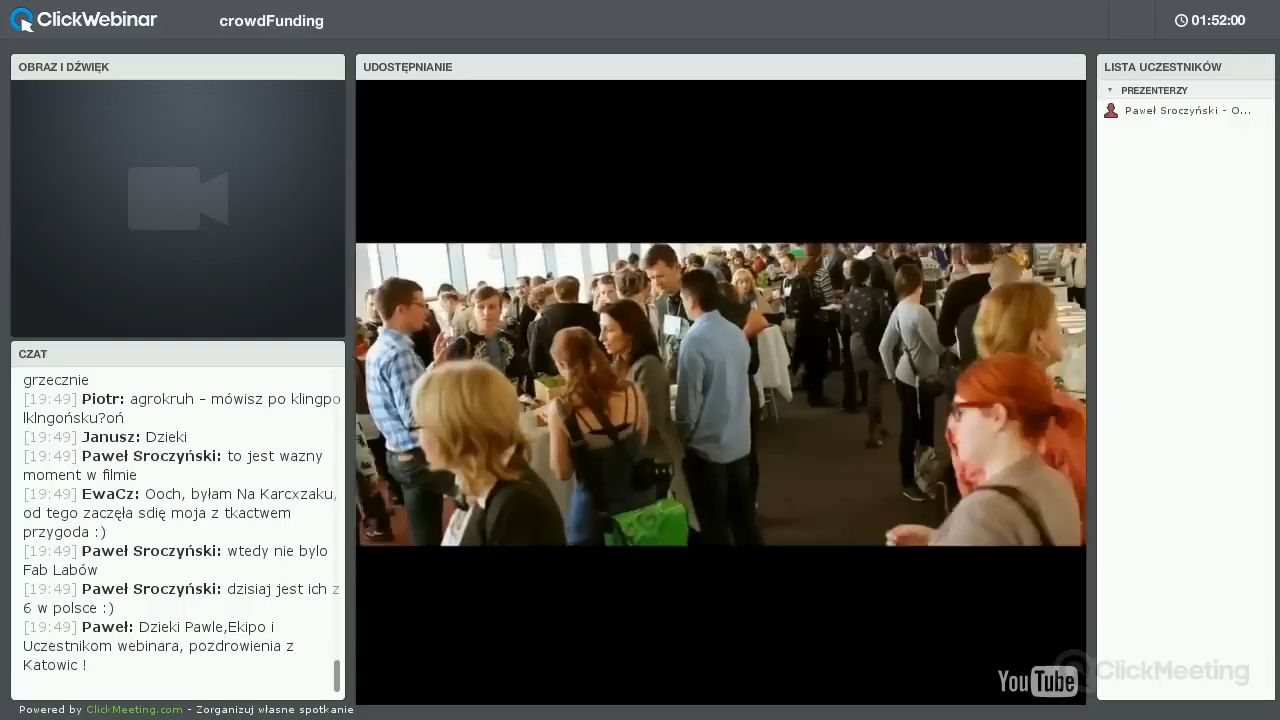 ClickWebinar
crowdFunding
01:52:00
OBRAZ I DŹWIĘK
UDOSTĘPNIANIE
LISTA UCZESTNIKÓW
PREZENTERZY
Paweł Sroczyński - O...
CZAT
grzecznie
[19:49] Piotr: agrokruh – mówisz po klingpo
lklngońsku?oń
[19:49] Janusz: Dzieki
[19:49] Paweł Sroczyński: to jest wazny
moment w filmie
[19:49] EwaCz: Ooch, byłam Na Karcxzaku,
od tego zaczęła sdię moja z tkactwem
przygoda :)
[19:49] Paweł Sroczyński: wtedy nie bylo
Fab Labów
[19:49] Paweł Sroczyński: dzisiaj jest ich z
6 w polsce :)
[19:49] Paweł: Dzieki Pawle,Ekipo i
Uczestnikom webinara, pozdrowienia z
Katowic !
YouTube
ClickMeeting
Powered by ClickMeeting.com - Zorganizuj własne spotkanie